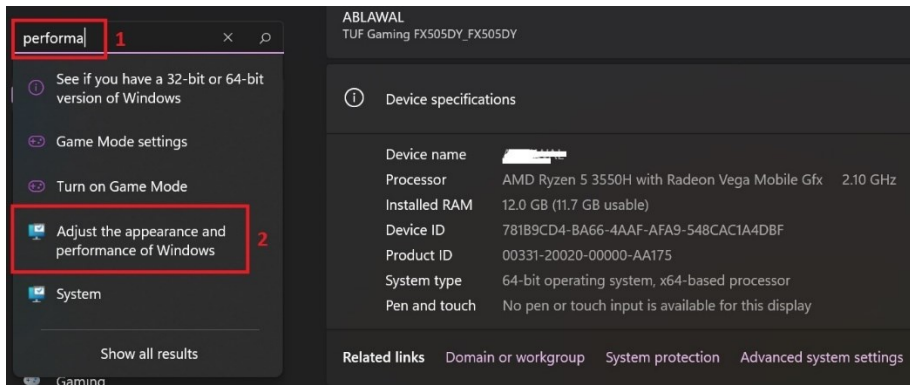 performa
1
See if you have a 32-bit or 64-bit
version of Windows
Game Mode settings
Turn on Game Mode
Adjust the appearance and
performance of Windows
2
System
Show all results
Gaming
ABLAWAL
TUF Gaming FX505DY_FX505DY
Device specifications
Device name
Processor AMD Ryzen 5 3550H with Radeon Vega Mobile Gfx 2.10 GHz
Installed RAM 12.0 GB (11.7 GB usable)
Device ID 781B9CD4-BA66-4AAF-AFA9-548CAC1A4DBF
Product ID 00331-20020-00000-AA175
System type 64-bit operating system, x64-based processor
Pen and touch No pen or touch input is available for this display
Related links Domain or workgroup System protection Advanced system settings